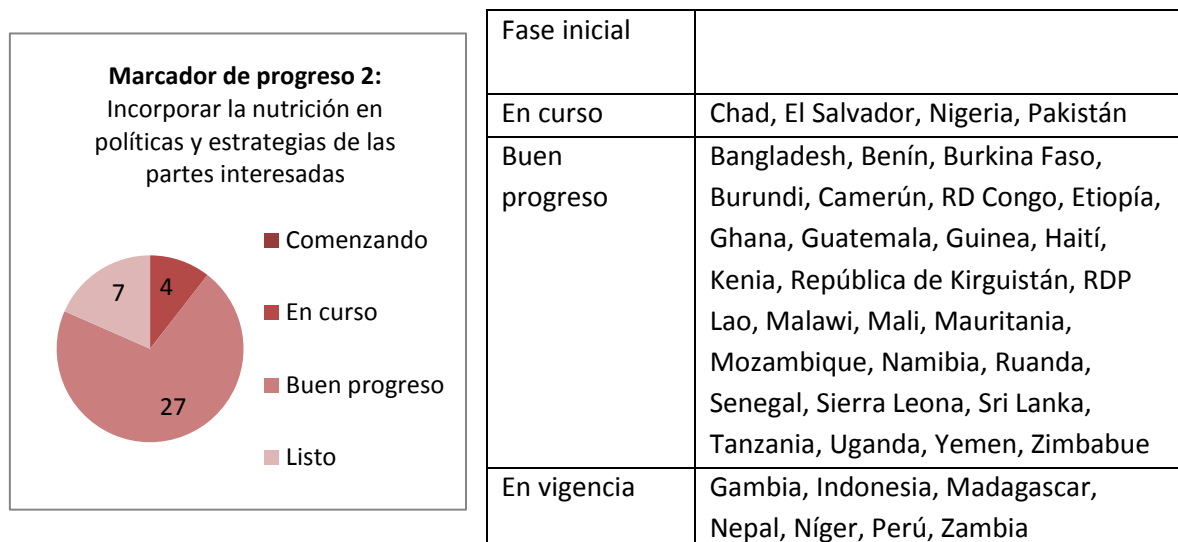 Marcador de progreso 2:
Incorporar la nutrición en
políticas y estrategias de las
partes interesadas
Comenzando
En curso
Buen progreso
Listo
4
7
27
Fase inicial
En curso
Chad, El Salvador, Nigeria, Pakistán
Buen
progreso
Bangladesh, Benín, Burkina Faso,
Burundi, Camerún, RD Congo, Etiopía,
Ghana, Guatemala, Guinea, Haití,
Kenia, República de Kirguistán, RDP
Lao, Malawi, Mali, Mauritania,
Mozambique, Namibia, Ruanda,
Senegal, Sierra Leona, Sri Lanka,
Tanzania, Uganda, Yemen, Zimbabue
En vigencia
Gambia, Indonesia, Madagascar,
Nepal, Níger, Perú, Zambia